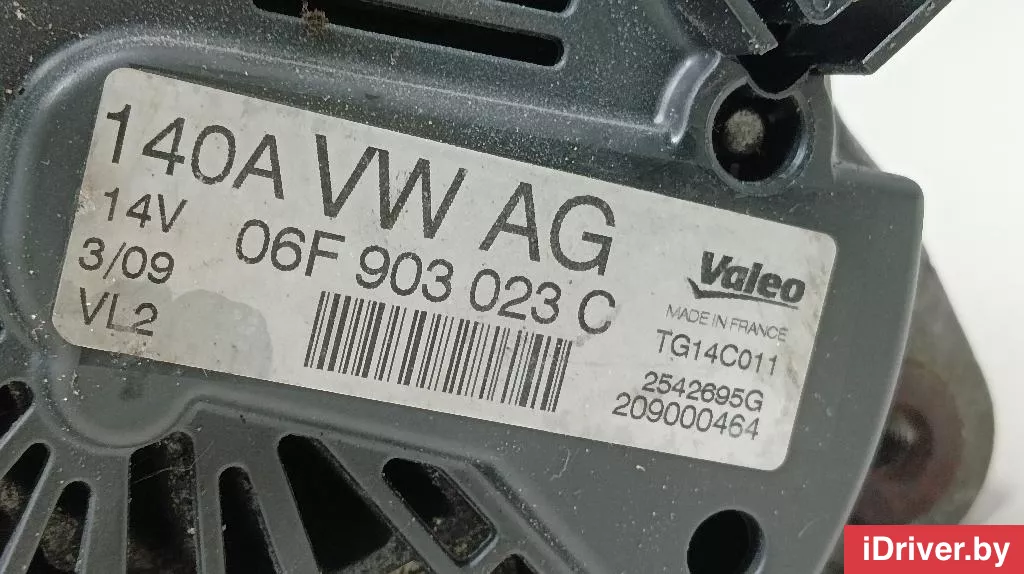 140A VW AG
14V
06F 903 023 C
3/09
VL2
Valeo
MADE IN FRANCE
TG14C011
2542695G
209000464
iDriver.by